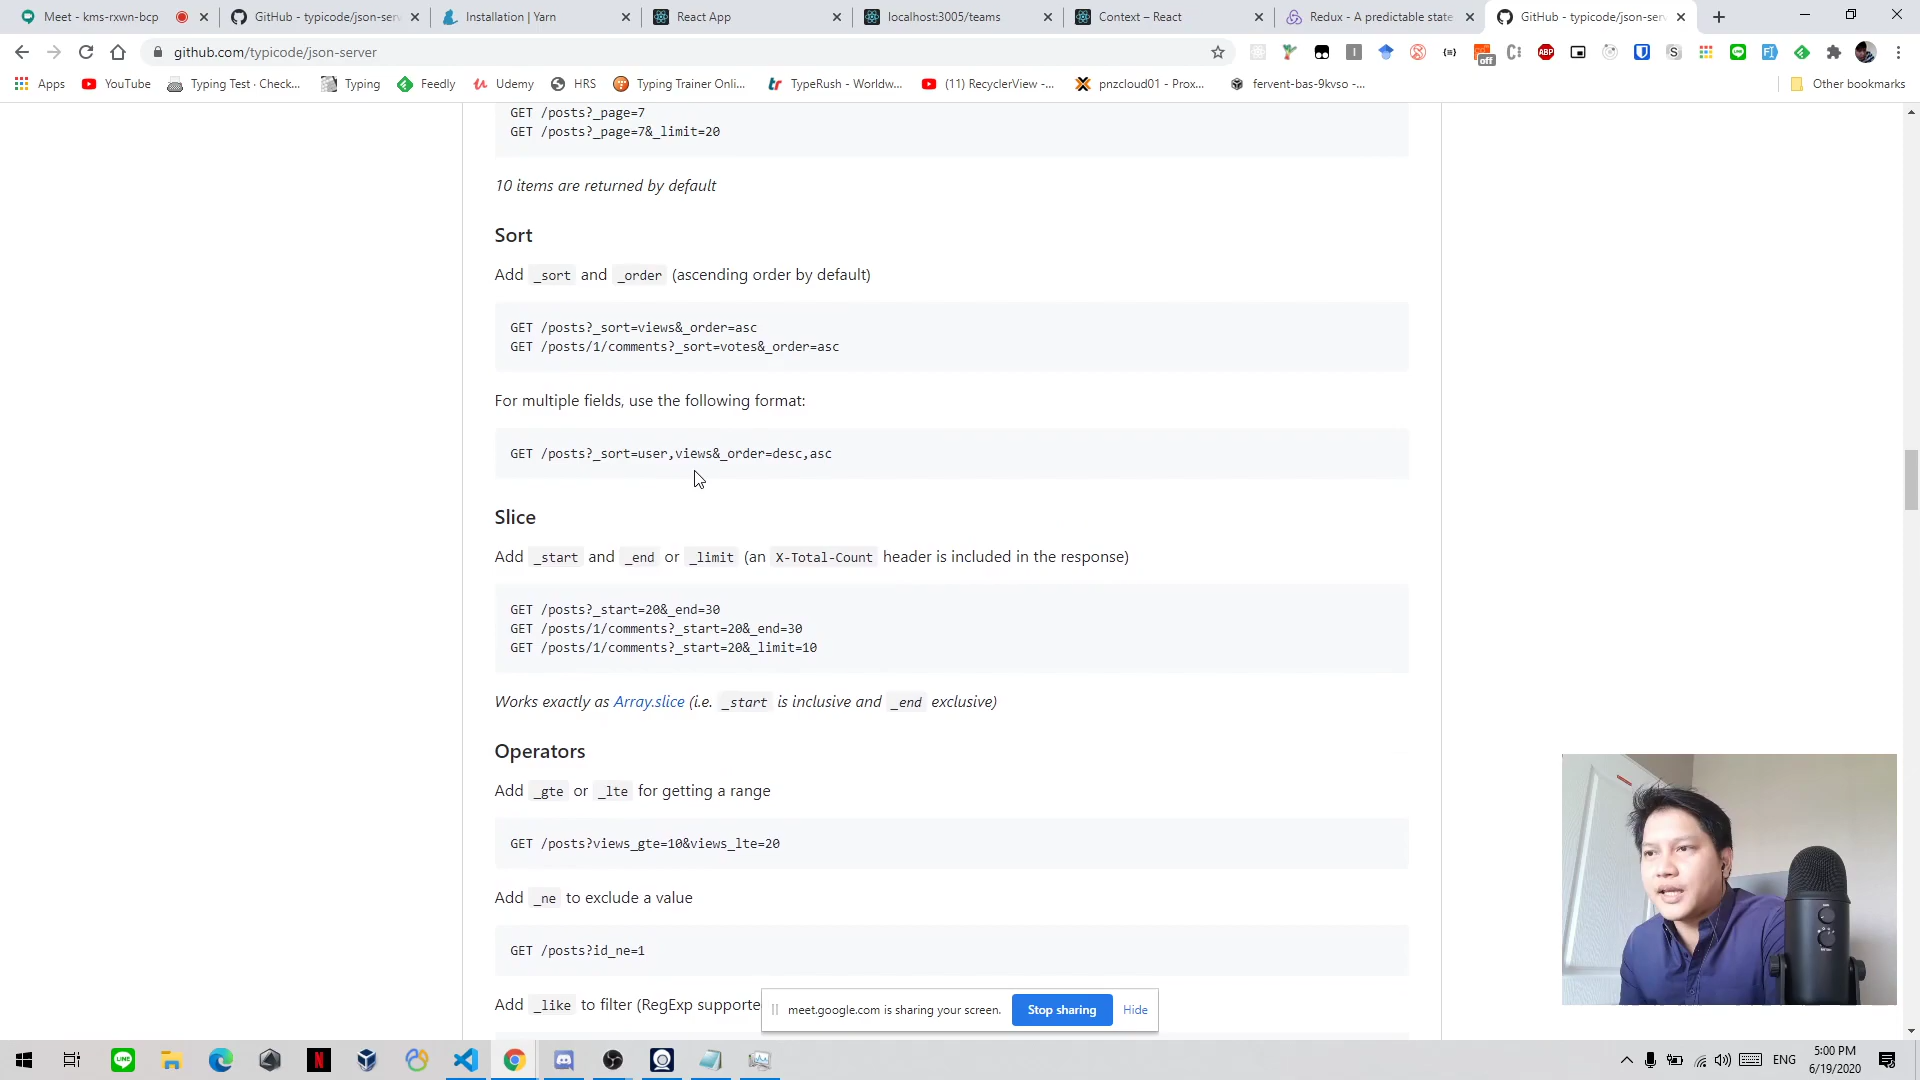 Meet - kms-rxwn-bcp
GitHub - typicode/json-serv
Installation | Yarn
React App
localhost:3005/teams
Context – React
Redux - A predictable state
GitHub - typicode/json-serv
github.com/typicode/json-server
off
ABP
Apps
YouTube
Typing Test · Check...
Typing
Feedly
Udemy
HRS
Typing Trainer Onli...
TypeRush - Worldw...
(11) RecyclerView -...
pnzcloud01 - Prox...
fervent-bas-9kvso -...
Other bookmarks
GET /posts?_page=7
GET /posts?_page=7&_limit=20
10 items are returned by default
Sort
Add _sort and _order (ascending order by default)
GET /posts?_sort=views&_order=asc
GET /posts/1/comments?_sort=votes&_order=asc
For multiple fields, use the following format:
GET /posts?_sort=user,views&_order=desc,asc
Slice
Add _start and _end or _limit (an X-Total-Count header is included in the response)
GET /posts?_start=20&_end=30
GET /posts/1/comments?_start=20&_end=30
GET /posts/1/comments?_start=20&_limit=10
Works exactly as Array.slice (i.e. _start is inclusive and _end exclusive)
Operators
Add _gte or _lte for getting a range
GET /posts?views_gte=10&views_lte=20
Add _ne to exclude a value
GET /posts?id_ne=1
Add _like to filter (RegExp supporte
meet.google.com is sharing your screen.
Stop sharing
Hide
LINE
N
ENG
5:00 PM
6/19/2020